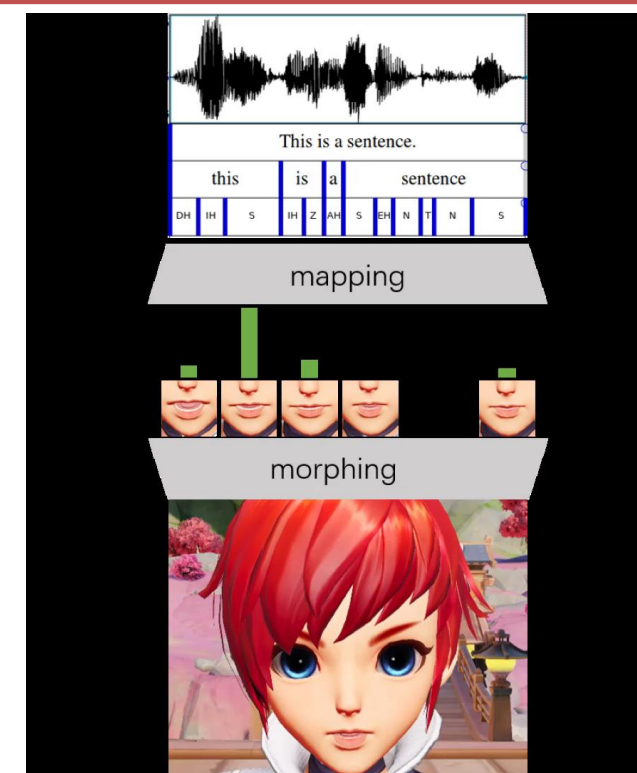 This is a sentence.
this is a sentence
DH IH S IH Z AH S EH N T N S
mapping
morphing